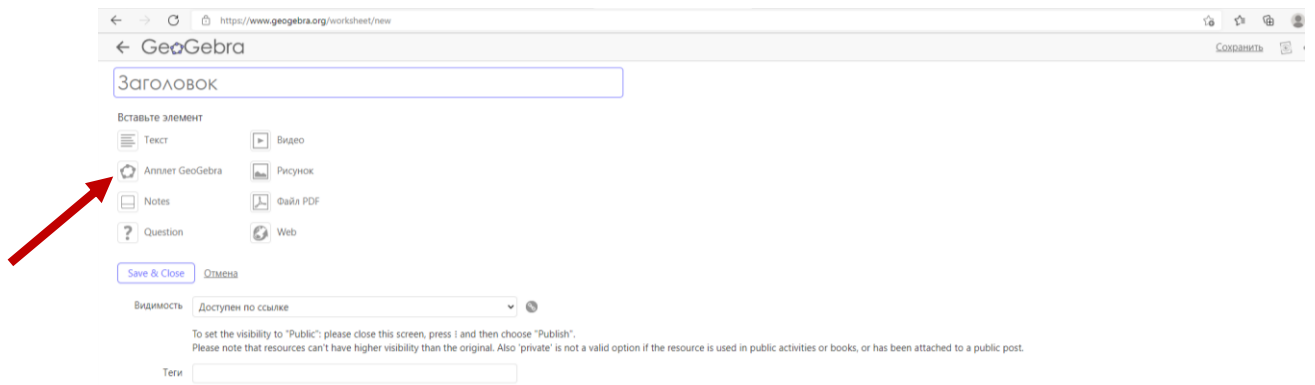 https://www.geogebra.org/worksheet/new
GeoGebra
Сохранить
Заголовок
Вставьте элемент
Текст
Видео
Апплет GeoGebra
Рисунок
Notes
Файл PDF
Question
Web
Save & Close
Отмена
Видимость
Доступен по ссылке
To set the visibility to "Public": please close this screen, press ⁝ and then choose "Publish".
Please note that resources can't have higher visibility than the original. Also 'private' is not a valid option if the resource is used in public activities or books, or has been attached to a public post.
Теги